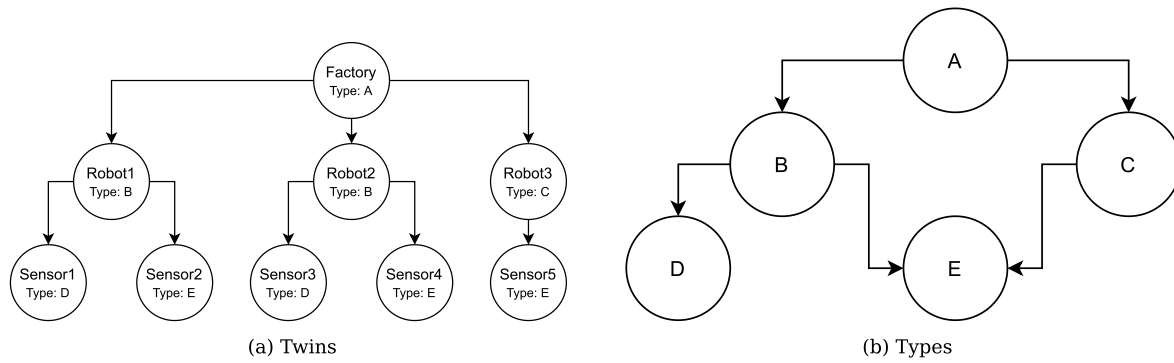 Factory
Type: A
Robot1
Type: B
Robot2
Type: B
Robot3
Type: C
Sensor1
Type: D
Sensor2
Type: E
Sensor3
Type: D
Sensor4
Type: E
Sensor5
Type: E
(a) Twins
A
B
C
D
E
(b) Types